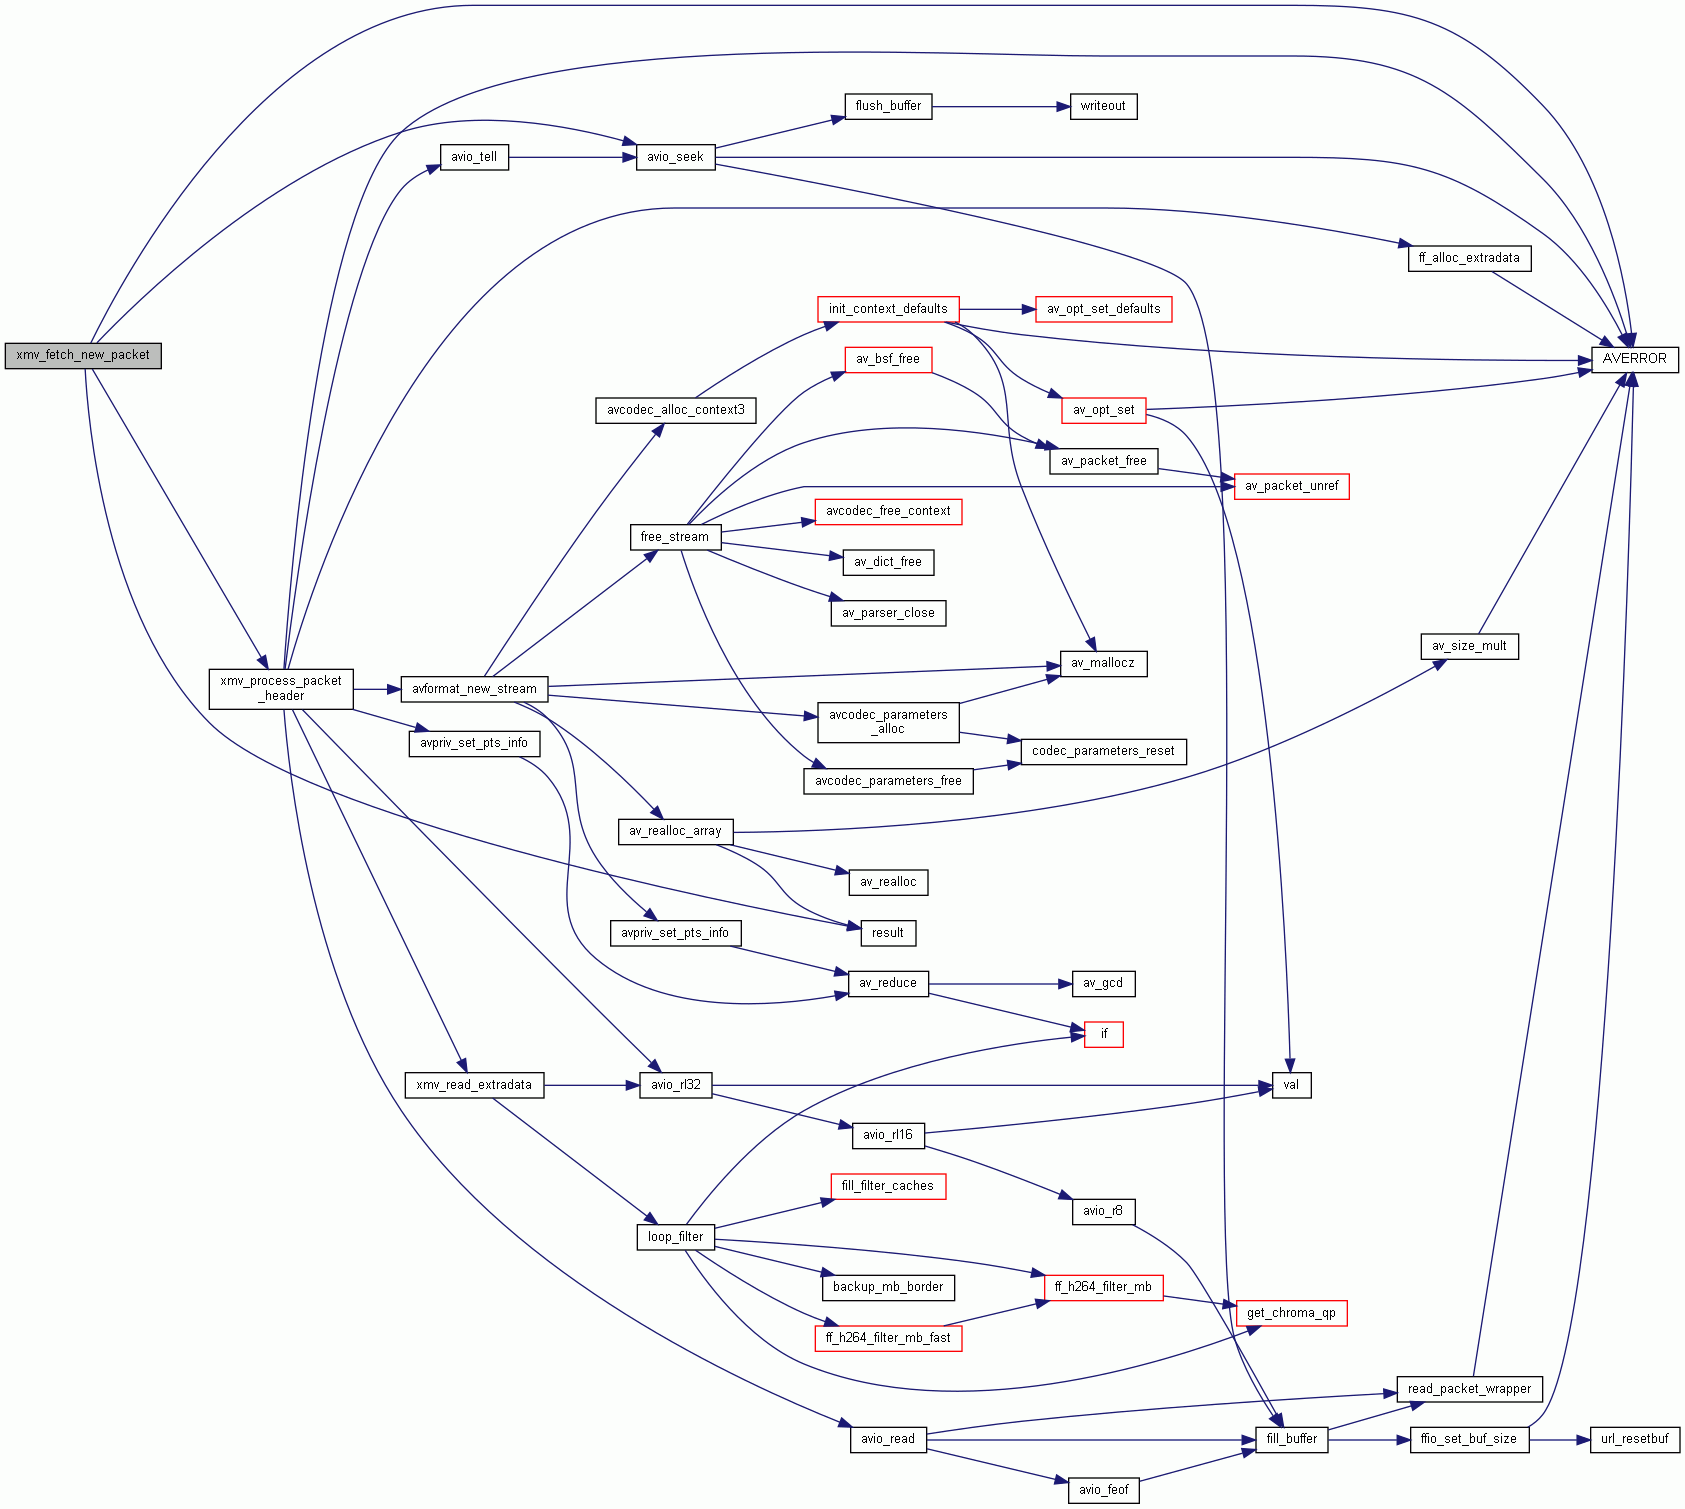 flush_buffer
writeout
avio_tell
avio_seek
ff_alloc_extradata
init_context_defaults
av_opt_set_defaults
xmv_fetch_new_packet
av_bsf_free
AVERROR
avcodec_alloc_context3
av_opt_set
av_packet_free
av_packet_unref
avcodec_free_context
free_stream
av_dict_free
av_parser_close
av_size_mult
av_mallocz
xmv_process_packet
_header
avformat_new_stream
avcodec_parameters
_alloc
avpriv_set_pts_info
codec_parameters_reset
avcodec_parameters_free
av_realloc_array
av_realloc
avpriv_set_pts_info
result
av_reduce
av_gcd
if
xmv_read_extradata
avio_rl32
val
avio_rl16
fill_filter_caches
avio_r8
loop_filter
backup_mb_border
ff_h264_filter_mb
get_chroma_qp
ff_h264_filter_mb_fast
read_packet_wrapper
avio_read
fill_buffer
ffio_set_buf_size
url_resetbuf
avio_feof